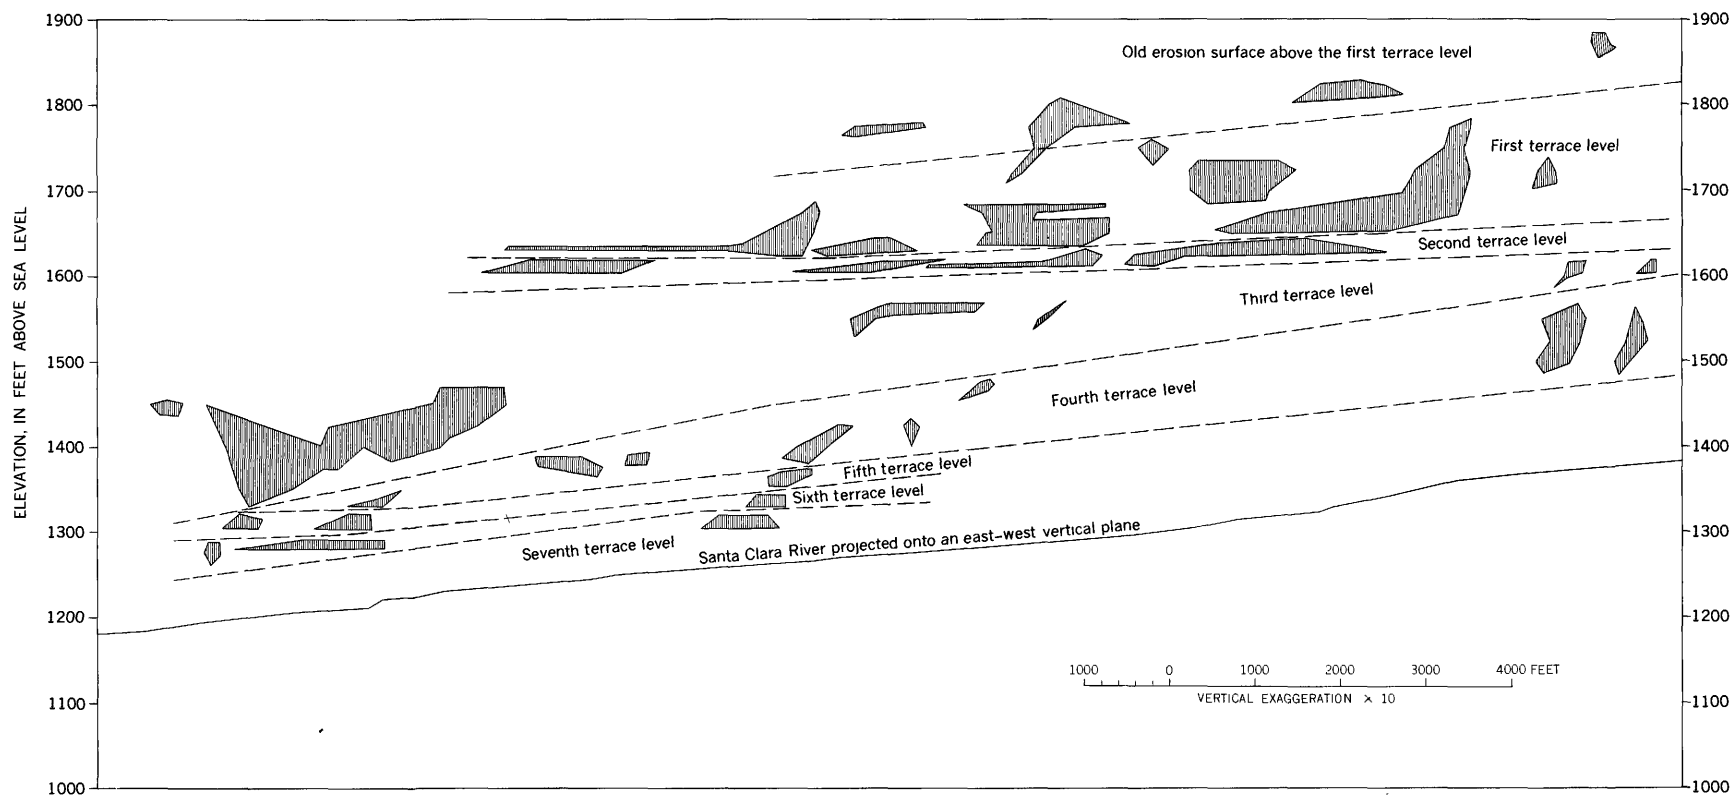 1900
1800
1700
1600
1500
1400
1300
1200
1100
1000
ELEVATION, IN FEET ABOVE SEA LEVEL
1900
1800
1700
1600
1500
1400
1300
1200
1100
1000
Old erosion surface above the first terrace level
First terrace level
Second terrace level
Third terrace level
Fourth terrace level
Fifth terrace level
Sixth terrace level
Seventh terrace level
Santa Clara River projected onto an east-west vertical plane
1000 0 1000 2000 3000 4000 FEET
VERTICAL EXAGGERATION × 10